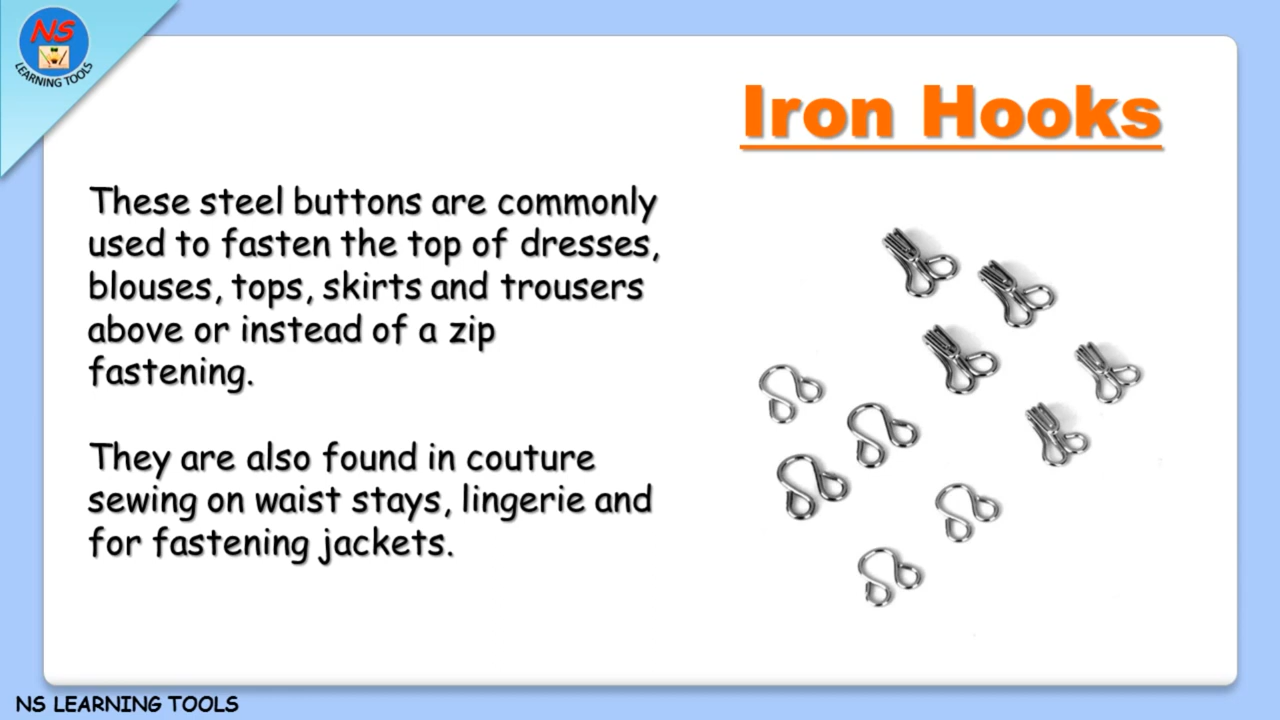 NS
LEARNING TOOLS
Iron Hooks
These steel buttons are commonly
used to fasten the top of dresses,
blouses, tops, skirts and trousers
above or instead of a zip
fastening.
They are also found in couture
sewing on waist stays, lingerie and
for fastening jackets.
NS LEARNING TOOLS